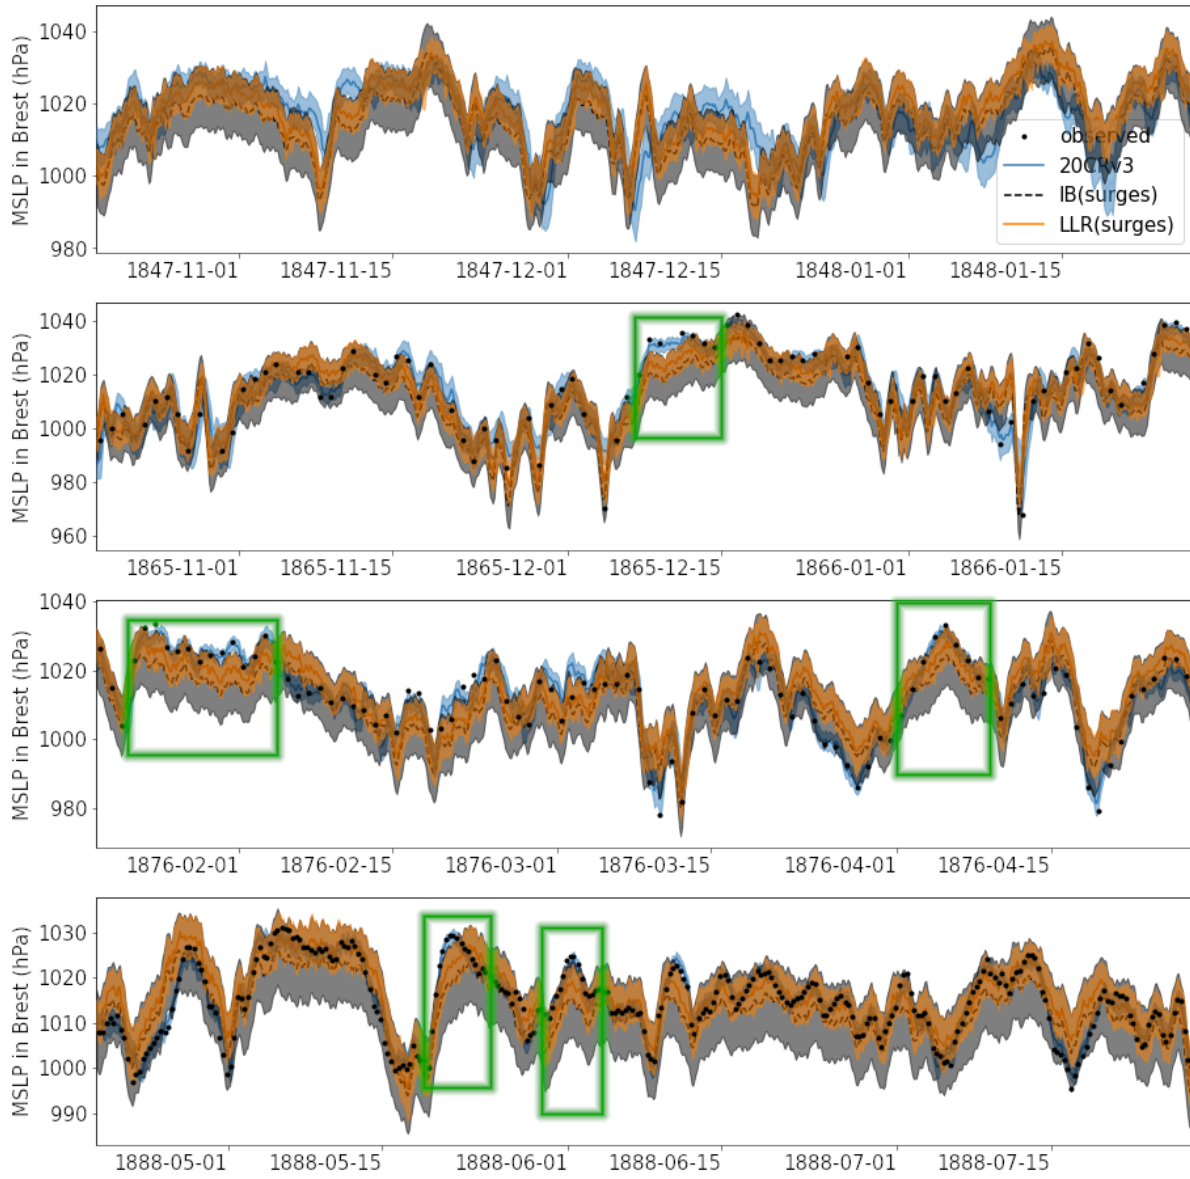 1040
1020
1000
980
MSLP in Brest (hPa)
observed
20CRv3
IB(surges)
LLR(surges)
1847-11-01 1847-11-15 1847-12-01 1847-12-15 1848-01-01 1848-01-15
1040
1020
1000
980
960
MSLP in Brest (hPa)
1865-11-01 1865-11-15 1865-12-01 1865-12-15 1866-01-01 1866-01-15
1040
1020
1000
980
MSLP in Brest (hPa)
1876-02-01 1876-02-15 1876-03-01 1876-03-15 1876-04-01 1876-04-15
1030
1020
1010
1000
990
MSLP in Brest (hPa)
1888-05-01 1888-05-15 1888-06-01 1888-06-15 1888-07-01 1888-07-15